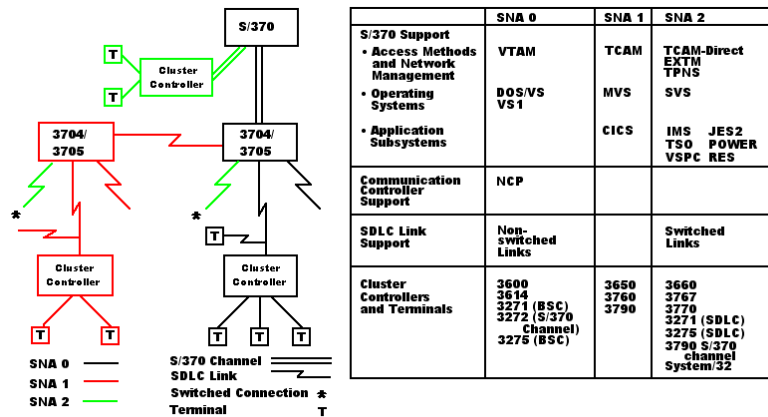 S/370
T
Cluster
Controller
T
3704/
3705
3704/
3705
*
T
*
Cluster
Controller
Cluster
Controller
T T
T T T
SNA 0
SNA 1
SNA 2
S/370 Channel
SDLC Link
Switched Connection *
Terminal T
SNA 0 SNA 1 SNA 2
S/370 Support
• Access Methods VTAM TCAM TCAM-Direct
and Network EXTM
Management TPNS
• Operating DOS/VS MVS SVS
Systems VS1
• Application CICS IMS JES2
Subsystems TSO POWER
VSPC RES
Communication NCP
Controller
Support
SDLC Link Non- Switched
Support switched Links
Links
Cluster 3600 3650 3660
Controllers 3614 3760 3767
and Terminals 3271 (BSC) 3790 3770
3272 (S/370 3271 (SDLC)
Channel) 3275 (SDLC)
3275 (BSC) 3790 S/370
channel
System/32